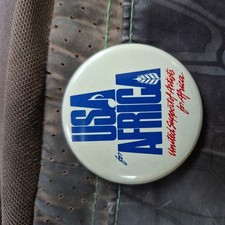 USA
for
AFRICA
United Support of Artists
for Africa